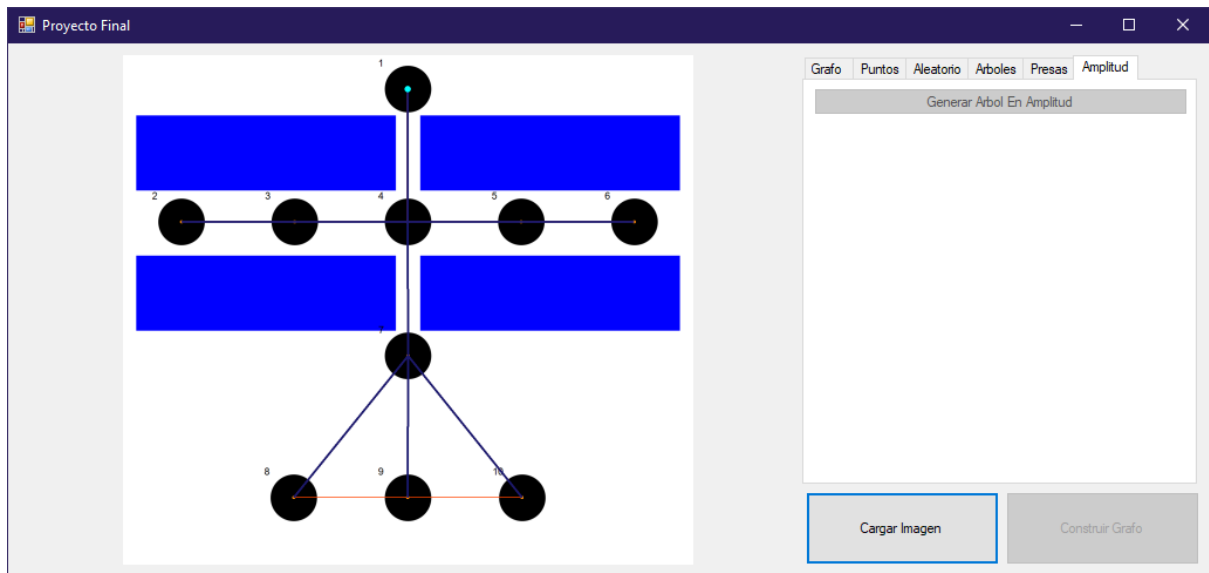 Proyecto Final
Grafo Puntos Aleatorio Arboles Presas Amplitud
Generar Arbol En Amplitud
1
2 3 4 5 6
7
8 9 10
Cargar Imagen Construir Grafo